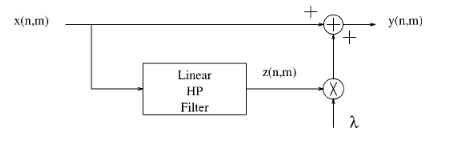 +
x(n,m) + y(n,m)
+
Linear z(n,m)
HP X
Filter
λ